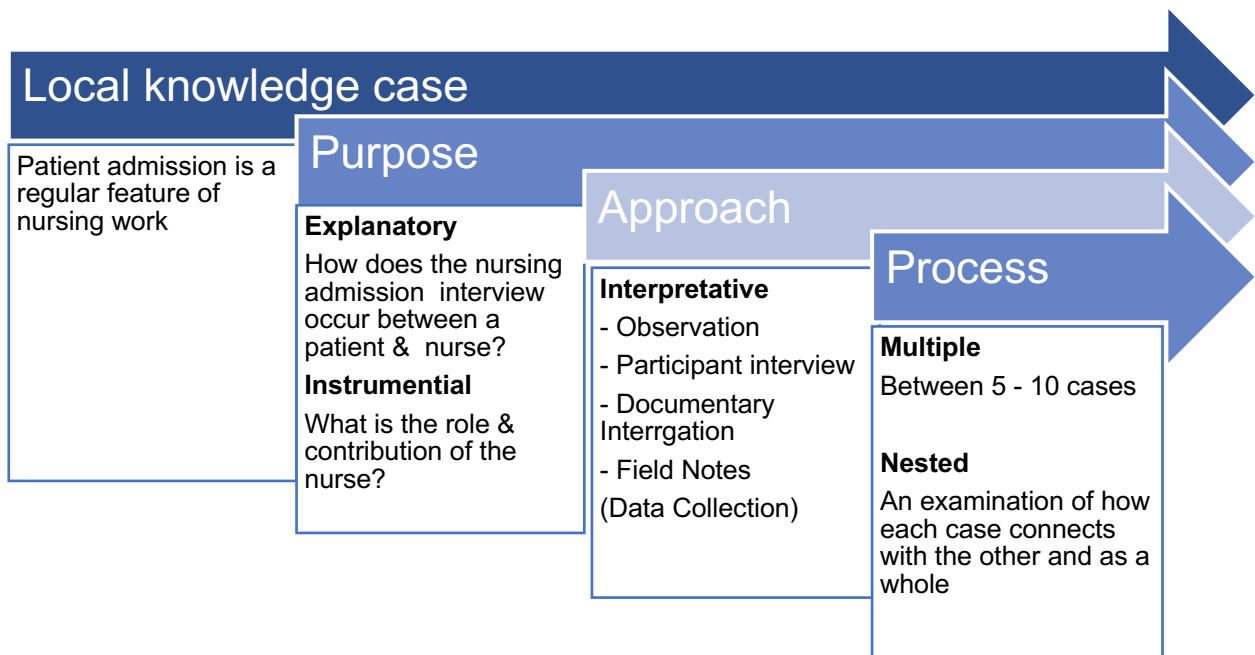 Local knowledge case
Patient admission is a
regular feature of
nursing work
Purpose
Explanatory
How does the nursing
admission interview
occur between a
patient & nurse?
Instrumental
What is the role &
contribution of the
nurse?
Approach
Interpretative
- Observation
- Participant interview
- Documentary
Interrgation
- Field Notes
(Data Collection)
Process
Multiple
Between 5 - 10 cases
Nested
An examination of how
each case connects
with the other and as a
whole